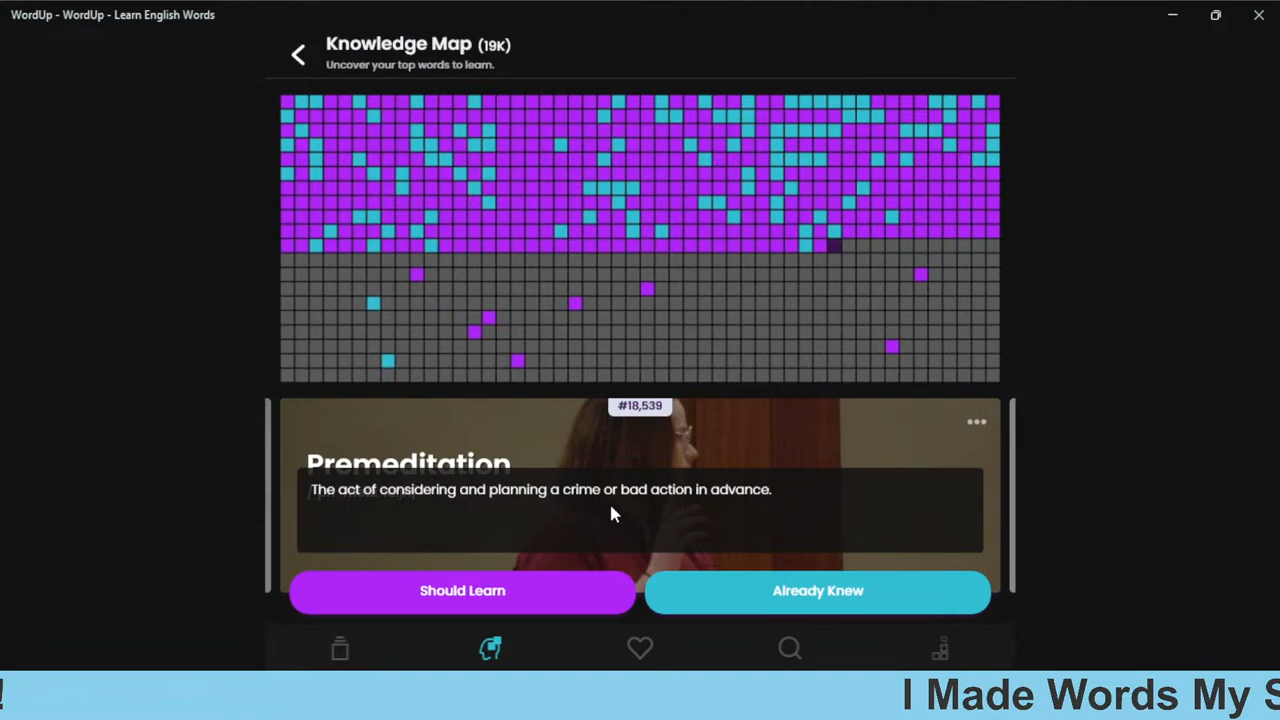 WordUp - WordUp - Learn English Words
Knowledge Map (19K)
Uncover your top words to learn.
#18,539
Premeditation
The act of considering and planning a crime or bad action in advance.
Should Learn
Already Knew
! I Made Words My S